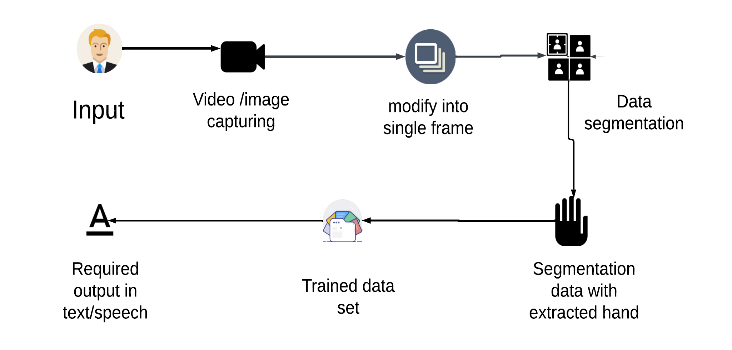 Input
Video /image
capturing
modify into
single frame
Data
segmentation
A
Required
output in
text/speech
Trained data
set
Segmentation
data with
extracted hand